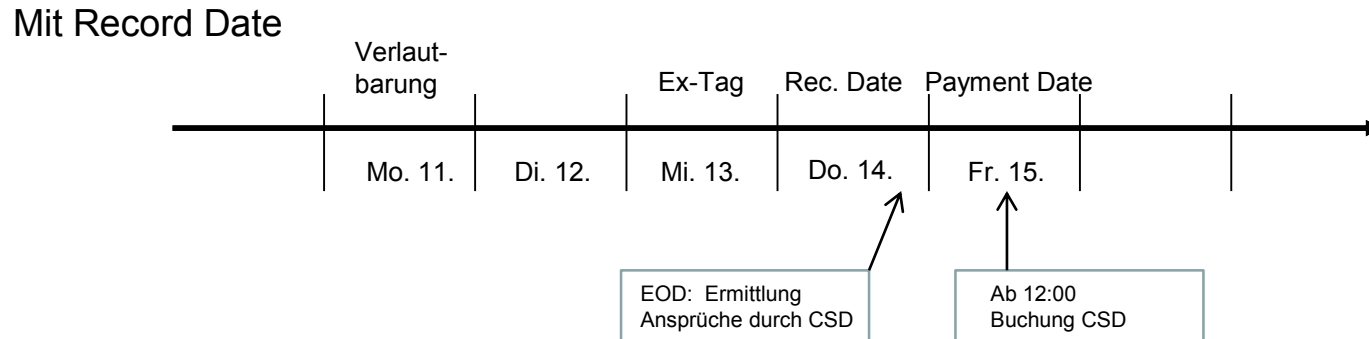 Mit Record Date
Verlaut-
barung
Ex-Tag
Rec. Date
Payment Date
Mo. 11.
Di. 12.
Mi. 13.
Do. 14.
Fr. 15.
EOD: Ermittlung
Ansprüche durch CSD
Ab 12:00
Buchung CSD